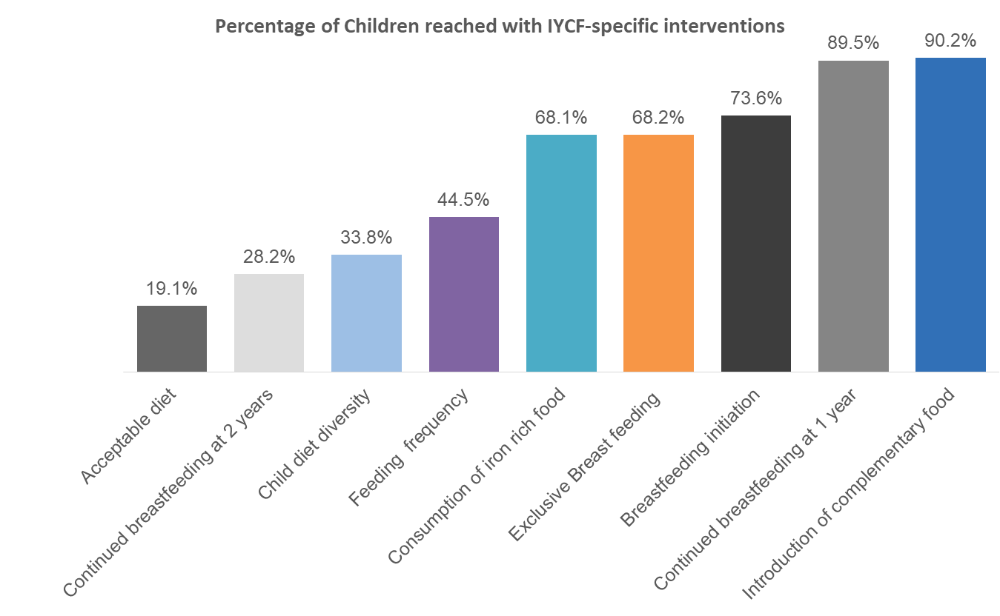 Percentage of Children reached with IYCF-specific interventions
19.1%
28.2%
33.8%
44.5%
68.1%
68.2%
73.6%
89.5%
90.2%
Acceptable diet
Continued breastfeeding at 2 years
Child diet diversity
Feeding  frequency
Consumption of iron rich food
Exclusive Breast feeding
Breastfeeding initiation
Continued breastfeeding at 1 year
Introduction of complementary food